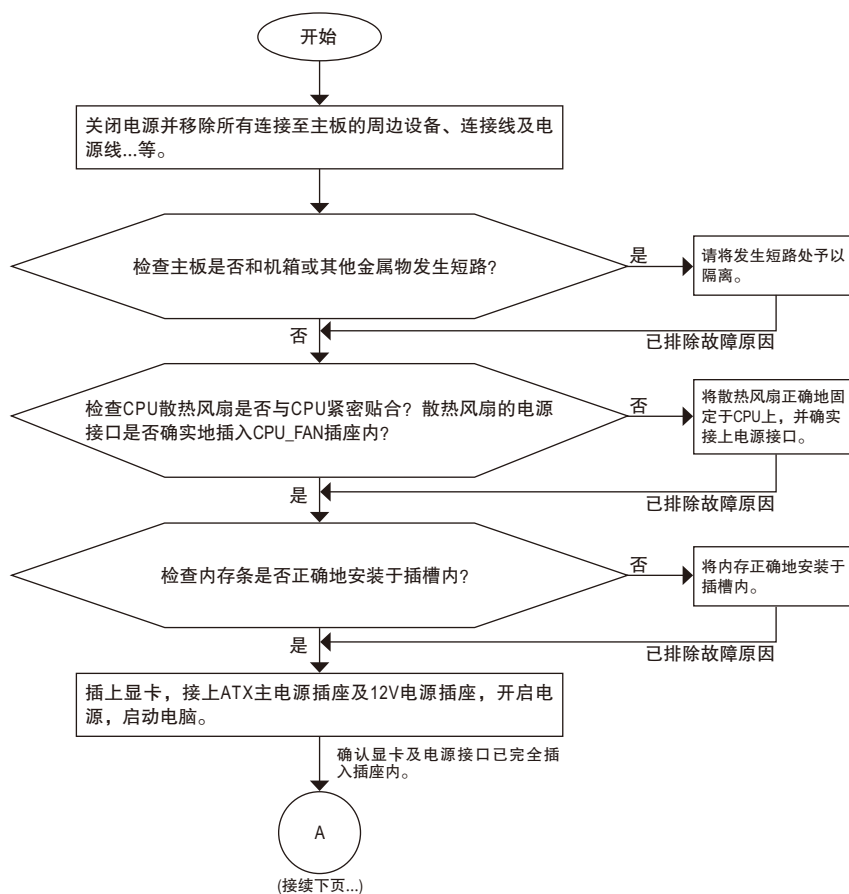 开始
关闭电源并移除所有连接至主板的周边设备、连接线及电
源线...等。
检查主板是否和机箱或其他金属物发生短路?
是
请将发生短路处予以
隔离。
否
已排除故障原因
检查CPU散热风扇是否与CPU紧密贴合? 散热风扇的电源
接口是否确实地插入CPU_FAN插座内?
否
将散热风扇正确地固
定于CPU上，并确实
接上电源接口。
是
已排除故障原因
检查内存条是否正确地安装于插槽内?
否
将内存正确地安装于
插槽内。
是
已排除故障原因
插上显卡，接上ATX主电源插座及12V电源插座，开启电
源，启动电脑。
确认显卡及电源接口已完全插
入插座内。
A
(接续下页...)